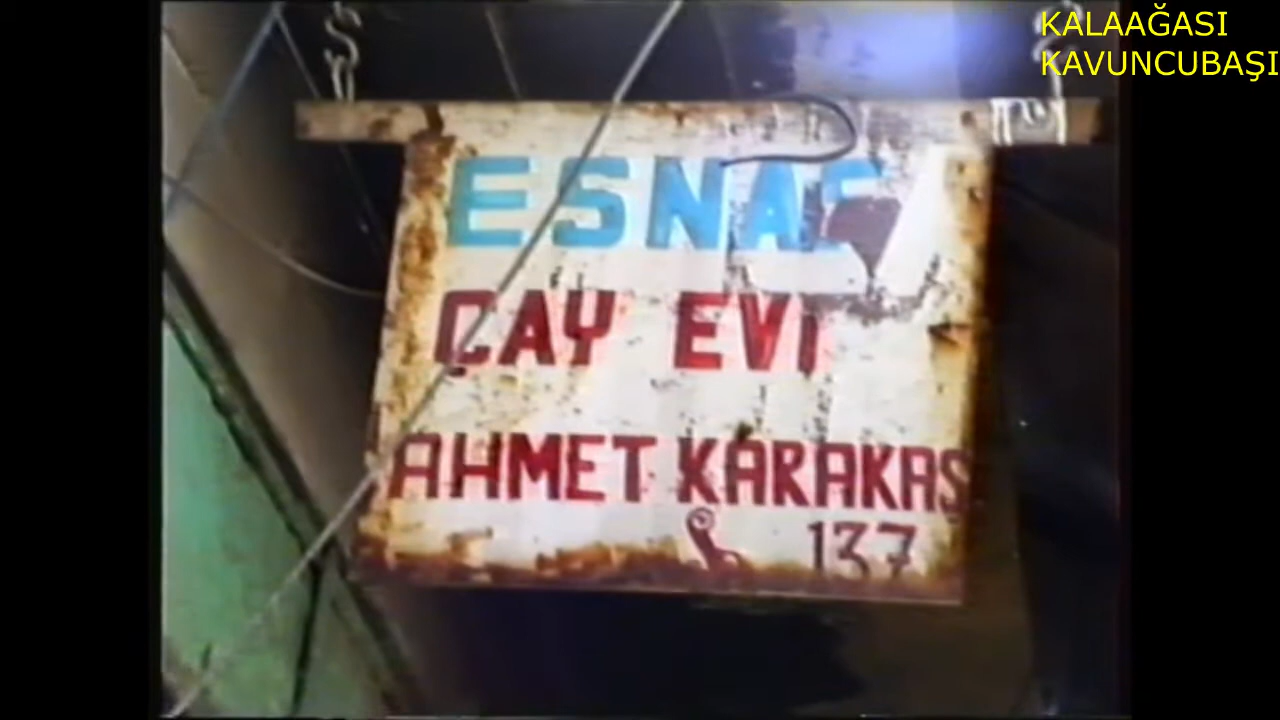 KALAAĞASI
KAVUNCUBAŞI
ESNAF
ÇAY EVİ
AHMET KARAKAŞ
137